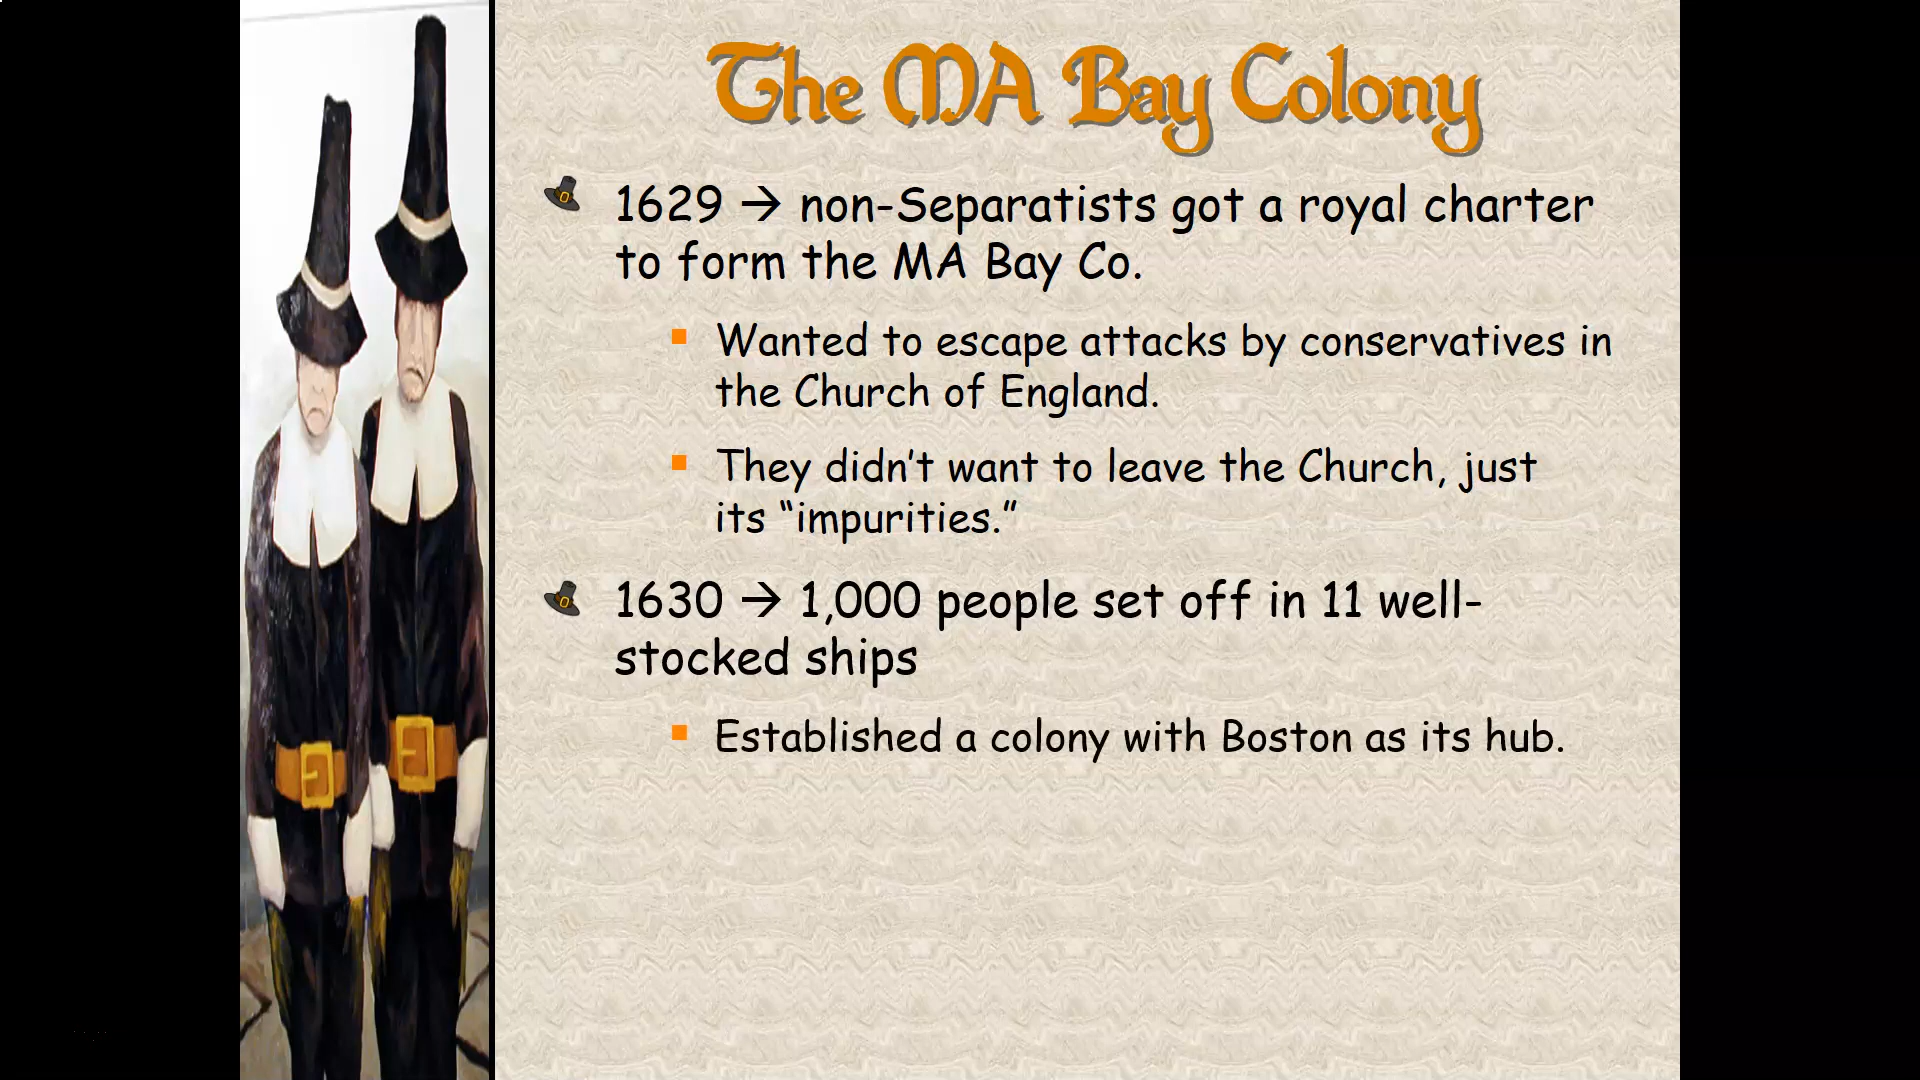 The MA Bay Colony
1629 → non-Separatists got a royal charter
to form the MA Bay Co.
Wanted to escape attacks by conservatives in
the Church of England.
They didn’t want to leave the Church, just
its “impurities.”
1630 → 1,000 people set off in 11 well-
stocked ships
Established a colony with Boston as its hub.